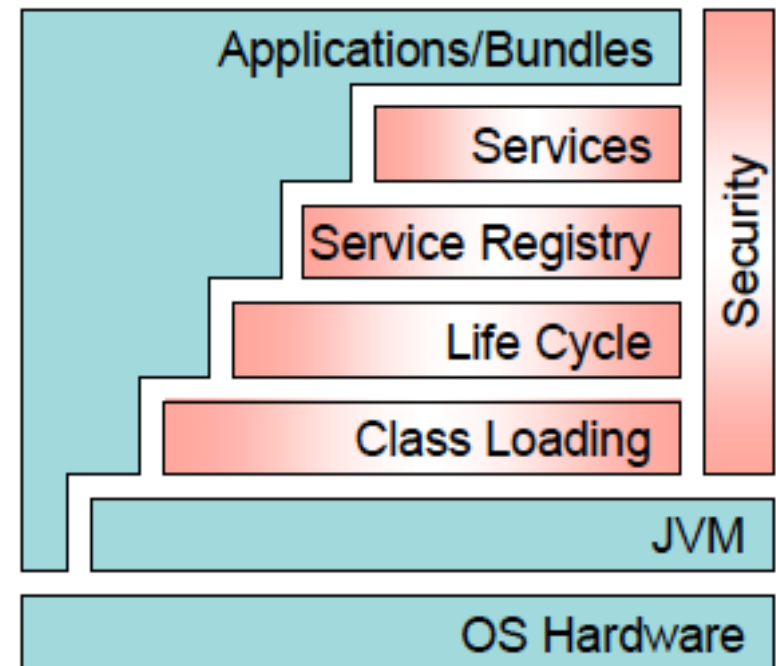 Applications/Bundles
Services
Service Registry
Life Cycle
Class Loading
Security
JVM
OS Hardware